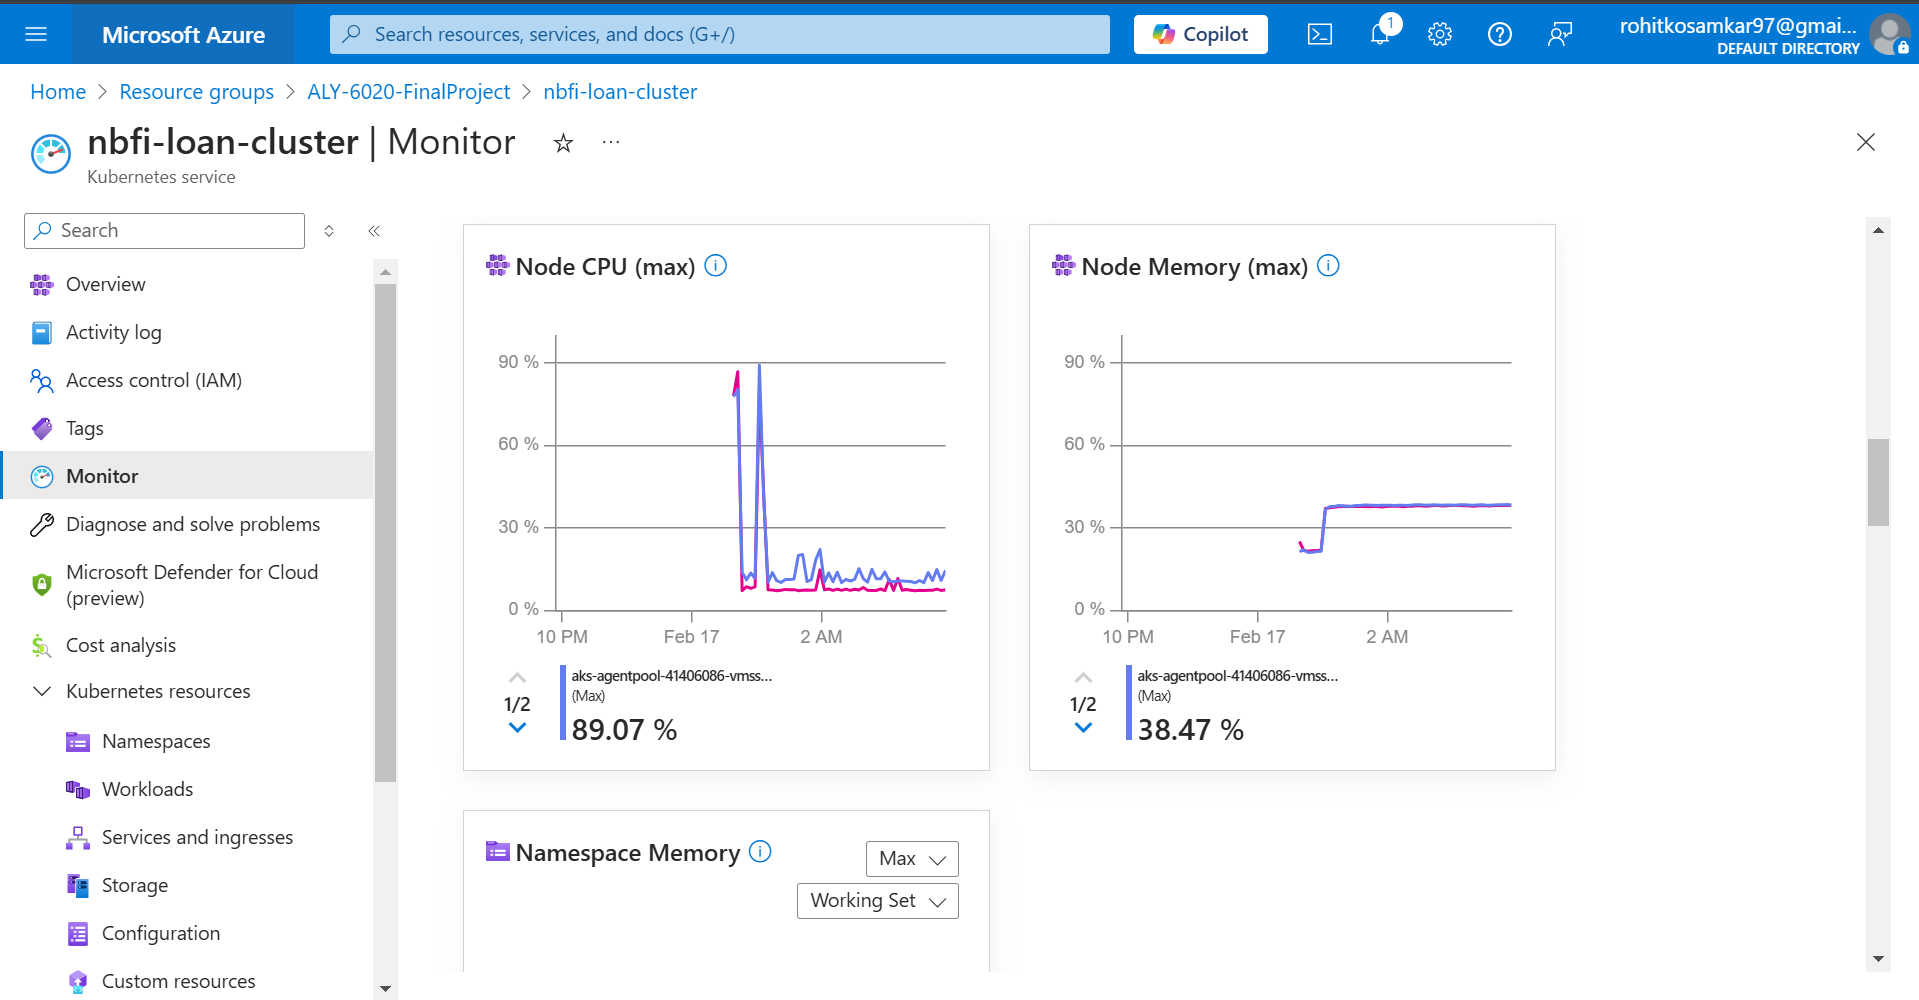 Microsoft Azure
Search resources, services, and docs (G+/)
Copilot
1
rohitkosamkar97@gmai...
DEFAULT DIRECTORY
Home > Resource groups > ALY-6020-FinalProject > nbfi-loan-cluster
nbfi-loan-cluster | Monitor
Kubernetes service
Search
Overview
Activity log
Access control (IAM)
Tags
Monitor
Diagnose and solve problems
Microsoft Defender for Cloud
(preview)
Cost analysis
Kubernetes resources
Namespaces
Workloads
Services and ingresses
Storage
Configuration
Custom resources
Node CPU (max)
90 %
60 %
30 %
0 %
10 PM Feb 17 2 AM
1/2
aks-agentpool-41406086-vmss...
(Max)
89.07 %
Node Memory (max)
90 %
60 %
30 %
0 %
10 PM Feb 17 2 AM
1/2
aks-agentpool-41406086-vmss...
(Max)
38.47 %
Namespace Memory
Max
Working Set